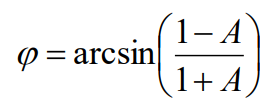 φ = arcsin((1 − A)/(1 + A))